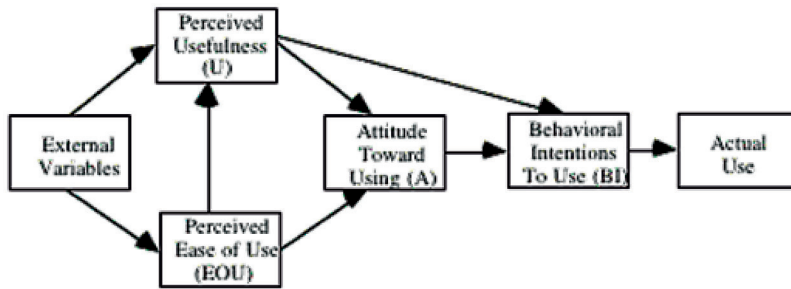 Perceived
Usefulness
(U)
External
Variables
Perceived
Ease of Use
(EOU)
Attitude
Toward
Using (A)
Behavioral
Intentions
To Use (BI)
Actual
Use